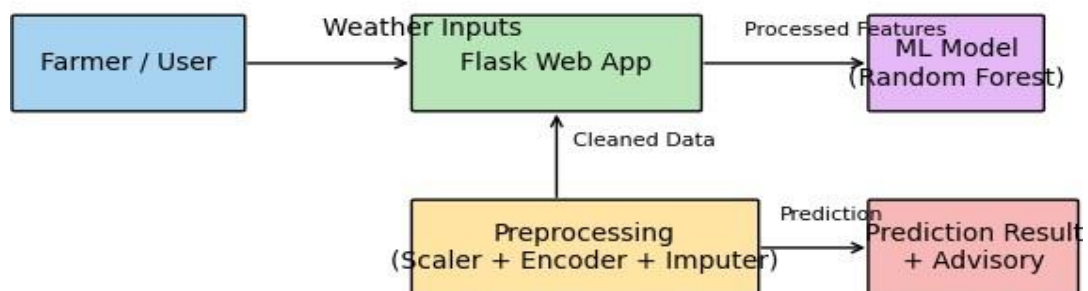 Weather Inputs
Processed Features
Farmer / User
Flask Web App
ML Model
(Random Forest)
Cleaned Data
Prediction
Preprocessing
(Scaler + Encoder + Imputer)
Prediction Result
+ Advisory